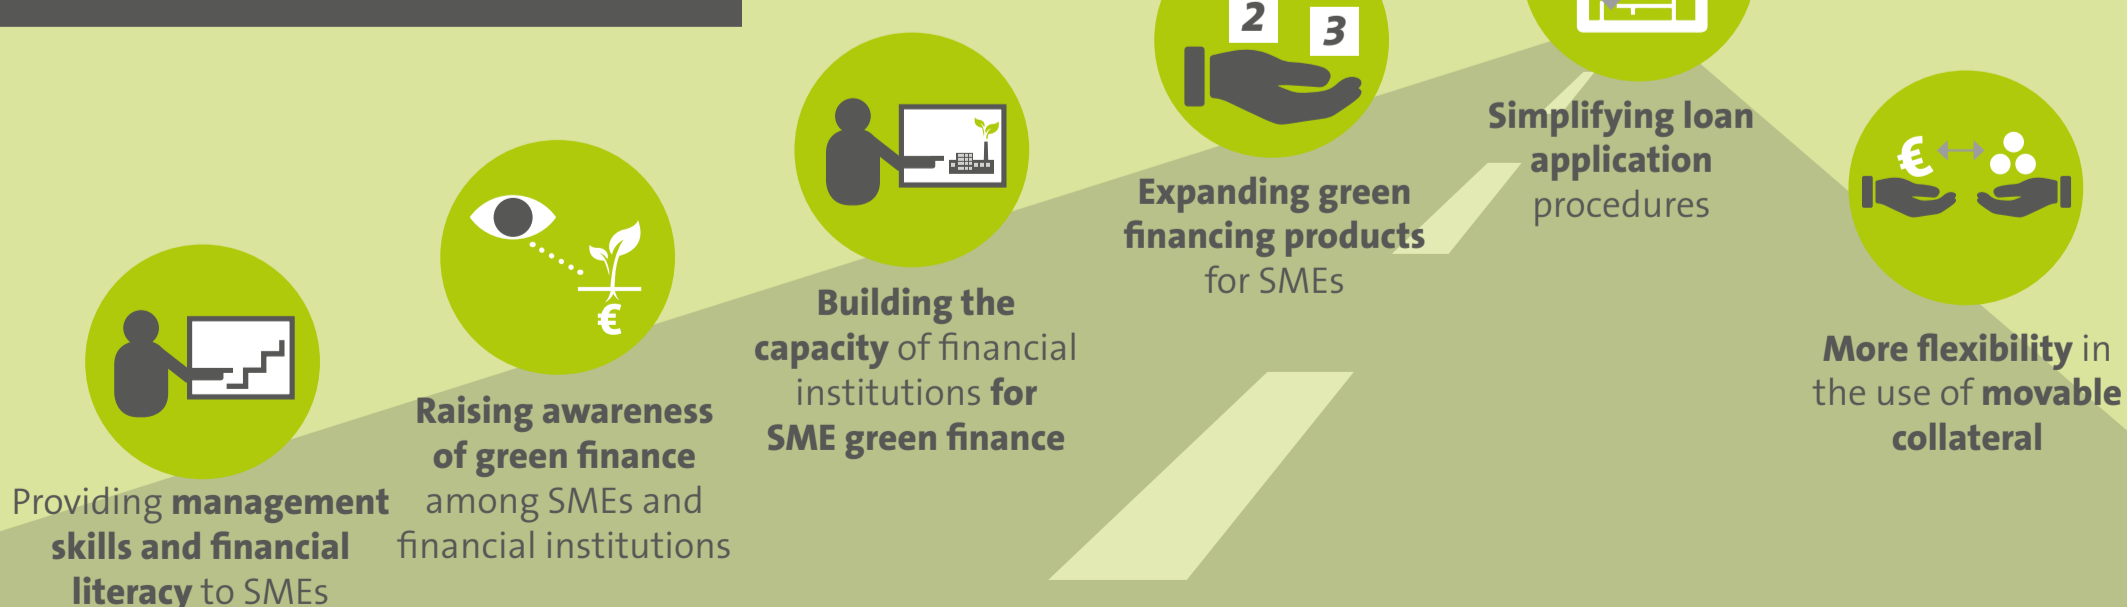 Providing management
skills and financial
literacy to SMEs
€
Raising awareness
of green finance
among SMEs and
financial institutions
Building the
capacity of financial
institutions for
SME green finance
2
3
Expanding green
financing products
for SMEs
Simplifying loan
application
procedures
€
More flexibility in
the use of movable
collateral